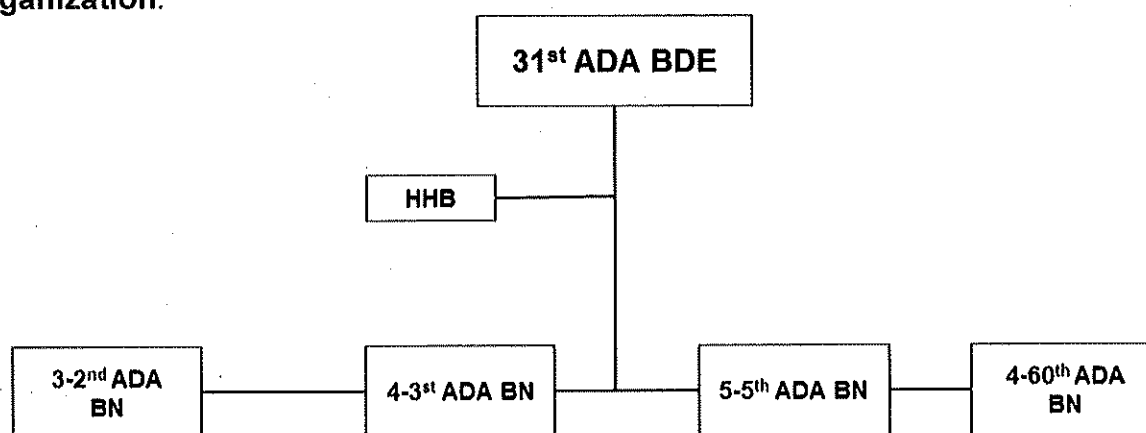 ganization.
31st ADA BDE
HHB
3-2nd ADA
BN
4-3st ADA BN
5-5th ADA BN
4-60th ADA
BN